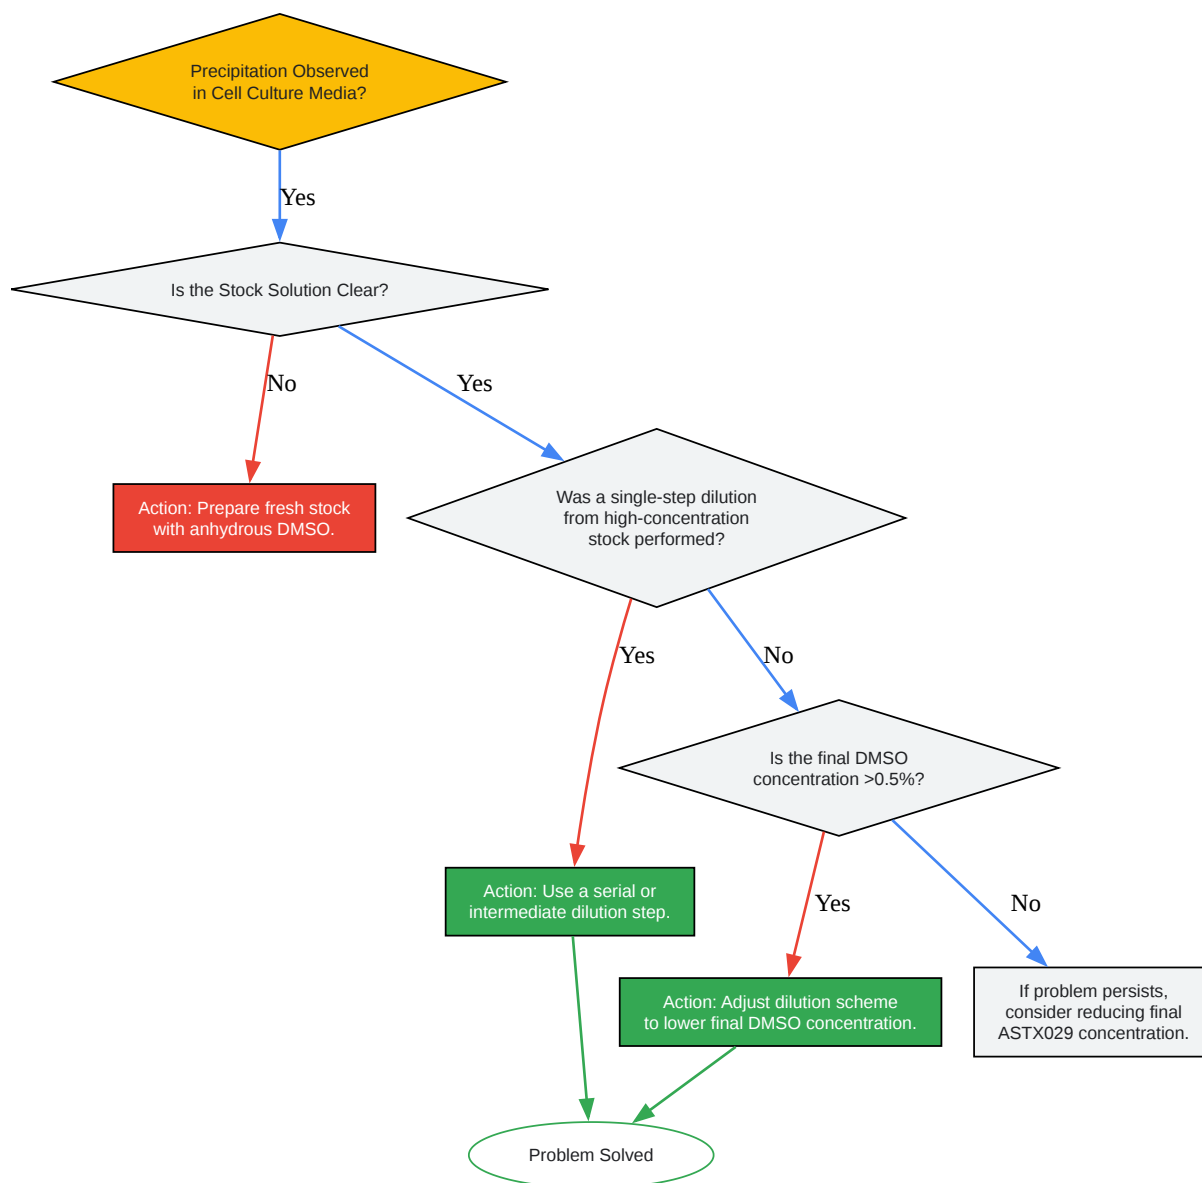 Precipitation Observed
in Cell Culture Media?
Yes
Is the Stock Solution Clear?
No
Yes
Was a single-step dilution
from high-concentration
stock performed?
Action: Prepare fresh stock
with anhydrous DMSO.
Yes
No
Is the final DMSO
concentration >0.5%?
Action: Use a serial or
intermediate dilution step.
Yes
No
Action: Adjust dilution scheme
to lower final DMSO concentration.
If problem persists,
consider reducing final
ASTX029 concentration.
Problem Solved